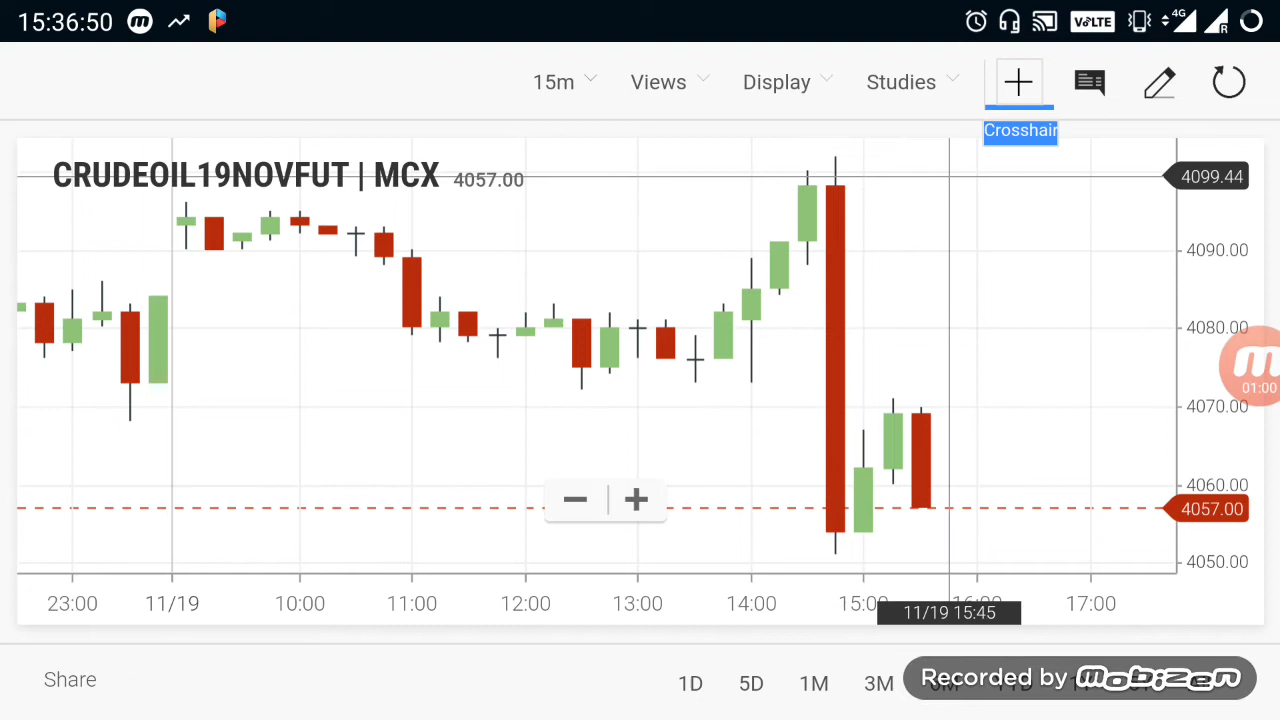 15:36:50
VoLTE
4G
R
15m Views Display Studies
Crosshair
CRUDEOIL19NOVFUT | MCX 4057.00
4099.44
4090.00
4080.00
4070.00
4060.00
4057.00
4050.00
01:00
23:00 11/19 10:00 11:00 12:00 13:00 14:00 15:00 16:00 17:00
11/19 15:45
Share
1D 5D 1M 3M
Recorded by mobizen